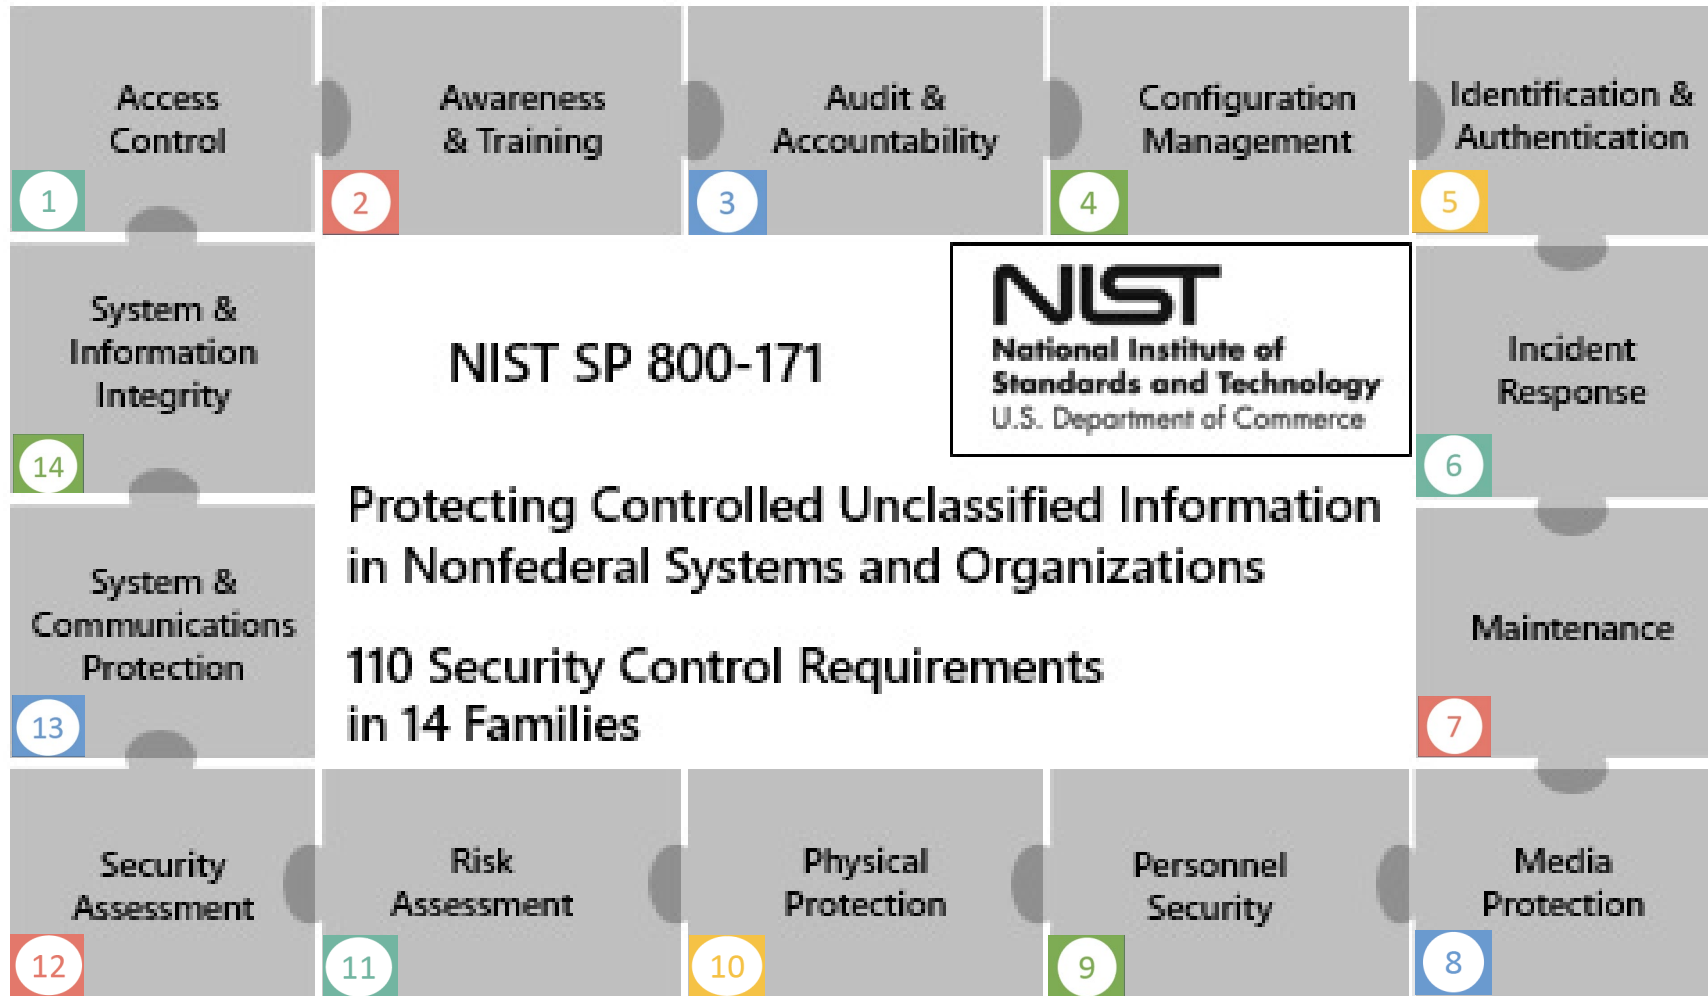 Access
Control
1
Awareness
& Training
2
Audit &
Accountability
3
Configuration
Management
4
Identification &
Authentication
5
System &
Information
Integrity
14
NIST SP 800-171
NIST
National Institute of
Standards and Technology
U.S. Department of Commerce
Incident
Response
6
Protecting Controlled Unclassified Information
in Nonfederal Systems and Organizations
110 Security Control Requirements
in 14 Families
System &
Communications
Protection
13
Maintenance
7
Security
Assessment
12
Risk
Assessment
11
Physical
Protection
10
Personnel
Security
9
Media
Protection
8